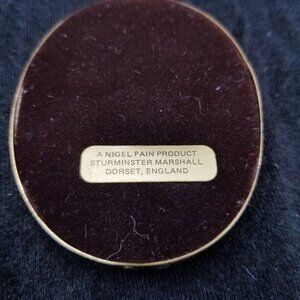 A NIGEL PAIN PRODUCT
STURMINSTER MARSHALL
DORSET, ENGLAND